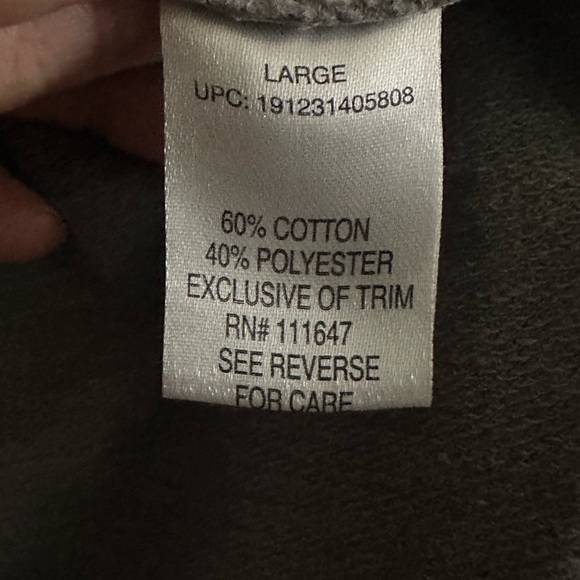 LARGE
UPC: 191231405808
60% COTTON
40% POLYESTER
EXCLUSIVE OF TRIM
RN# 111647
SEE REVERSE
FOR CARE